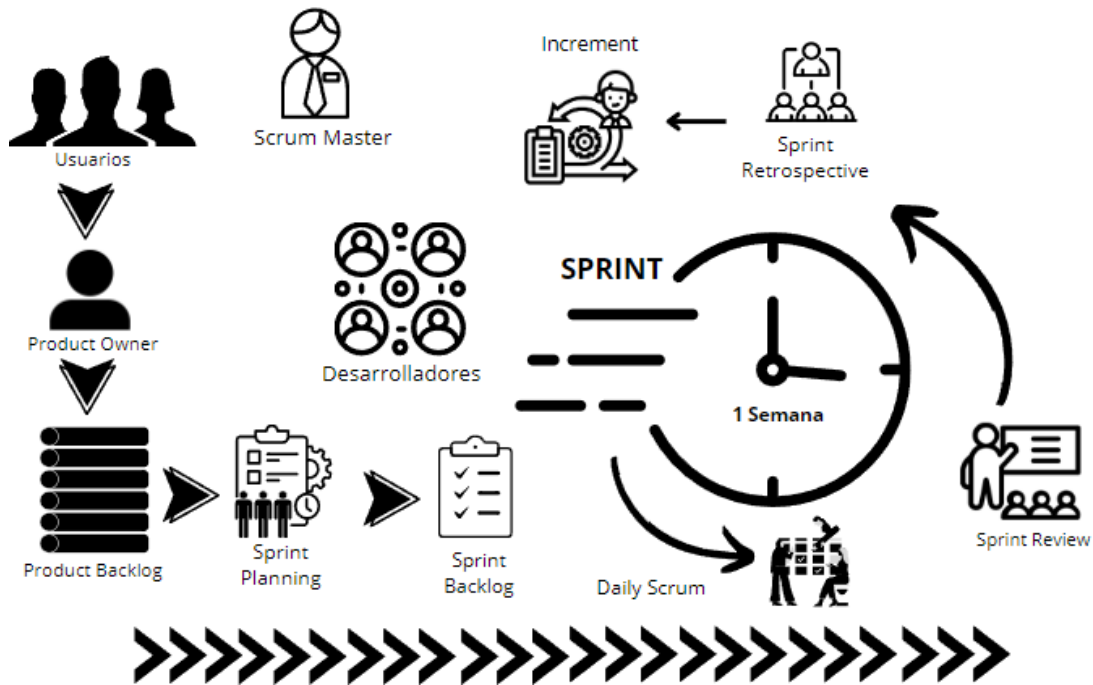 Increment
Scrum Master
Usuarios
Sprint
Retrospective
SPRINT
Product Owner
Desarrolladores
1 Semana
Sprint Review
Sprint
Planning
Sprint
Backlog
Product Backlog
Daily Scrum